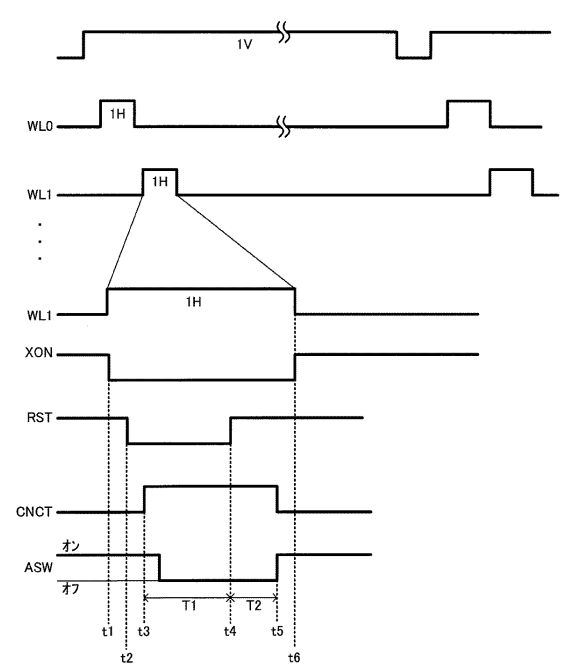 1V
WL0
1H
WL1
1H
WL1
1H
XON
RST
CNCT
オン
ASW
オフ
T1
T2
t1
t3
t4
t5
t2
t6